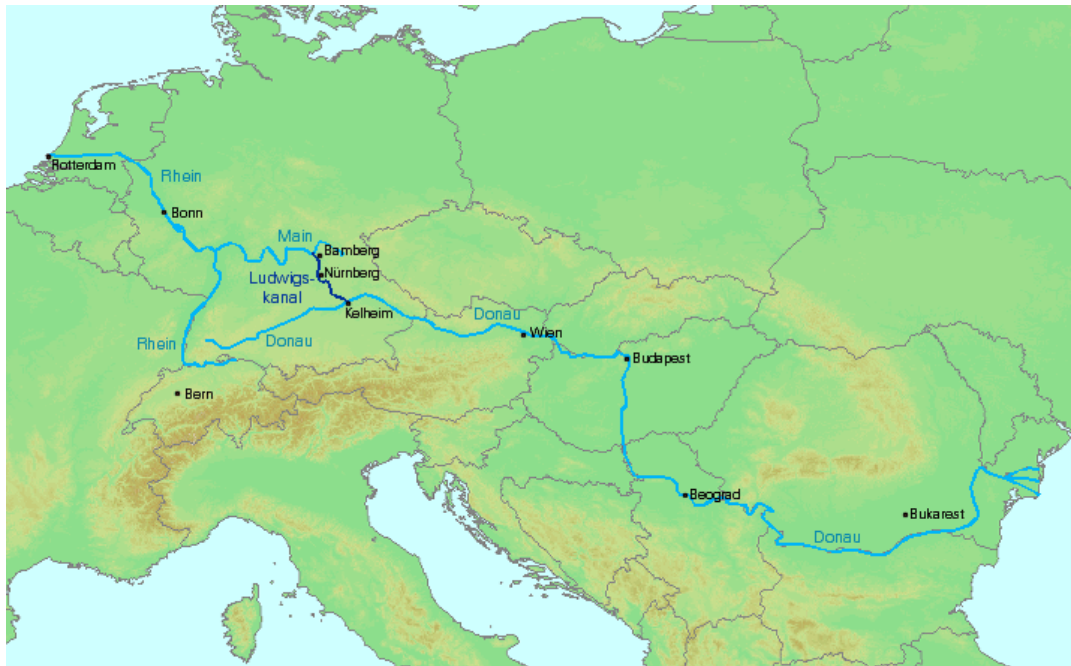 Rotterdam
Rhein
Bonn
Main
Bamberg
Nürnberg
Ludwigs-
kanal
Kelheim
Donau
Wien
Rhein
Donau
Budapest
Bern
Beograd
Bukarest
Donau